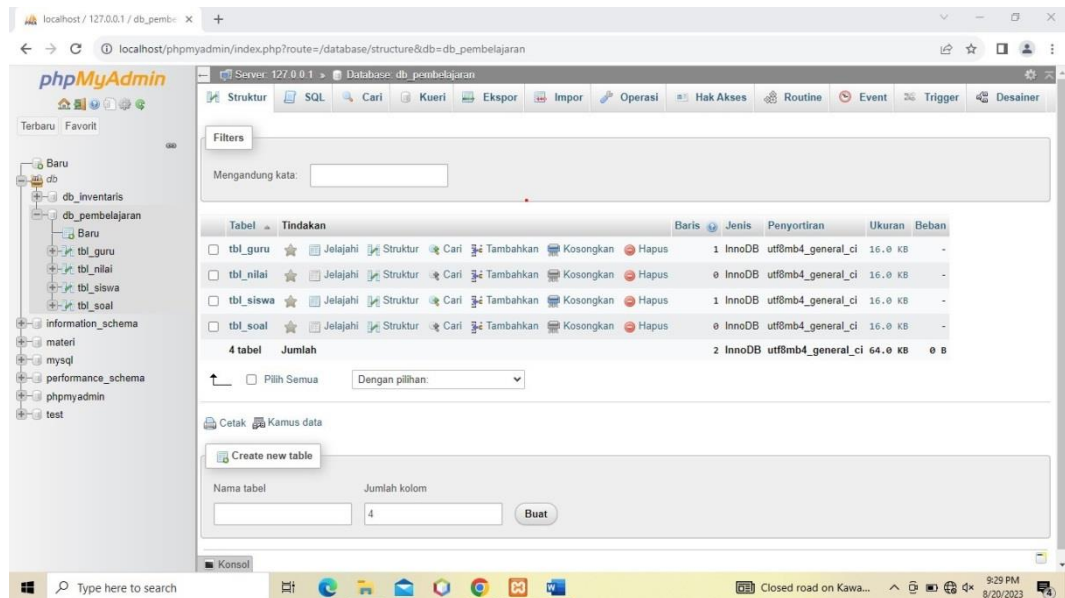 localhost / 127.0.0.1 / db_pembe
localhost/phpmyadmin/index.php?route=/database/structure&db=db_pembelajaran
phpMyAdmin
Terbaru Favorit
Baru
db
db_inventaris
db_pembelajaran
Baru
tbl_guru
tbl_nilai
tbl_siswa
tbl_soal
information_schema
materi
mysql
performance_schema
phpmyadmin
test
Server: 127.0.0.1 » Database: db_pembelajaran
Struktur SQL Cari Kueri Ekspor Impor Operasi Hak Akses Routine Event Trigger Desainer
Filters
Mengandung kata:
Tabel Tindakan Baris Jenis Penyortiran Ukuran Beban
tbl_guru Jelajahi Struktur Cari Tambahkan Kosongkan Hapus 1 InnoDB utf8mb4_general_ci 16.0 KB -
tbl_nilai Jelajahi Struktur Cari Tambahkan Kosongkan Hapus 0 InnoDB utf8mb4_general_ci 16.0 KB -
tbl_siswa Jelajahi Struktur Cari Tambahkan Kosongkan Hapus 1 InnoDB utf8mb4_general_ci 16.0 KB -
tbl_soal Jelajahi Struktur Cari Tambahkan Kosongkan Hapus 0 InnoDB utf8mb4_general_ci 16.0 KB -
4 tabel Jumlah 2 InnoDB utf8mb4_general_ci 64.0 KB 0 B
Pilih Semua Dengan pilihan:
Cetak Kamus data
Create new table
Nama tabel Jumlah kolom
4 Buat
Konsol
Type here to search
Closed road on Kawa...
9:29 PM
8/20/2023